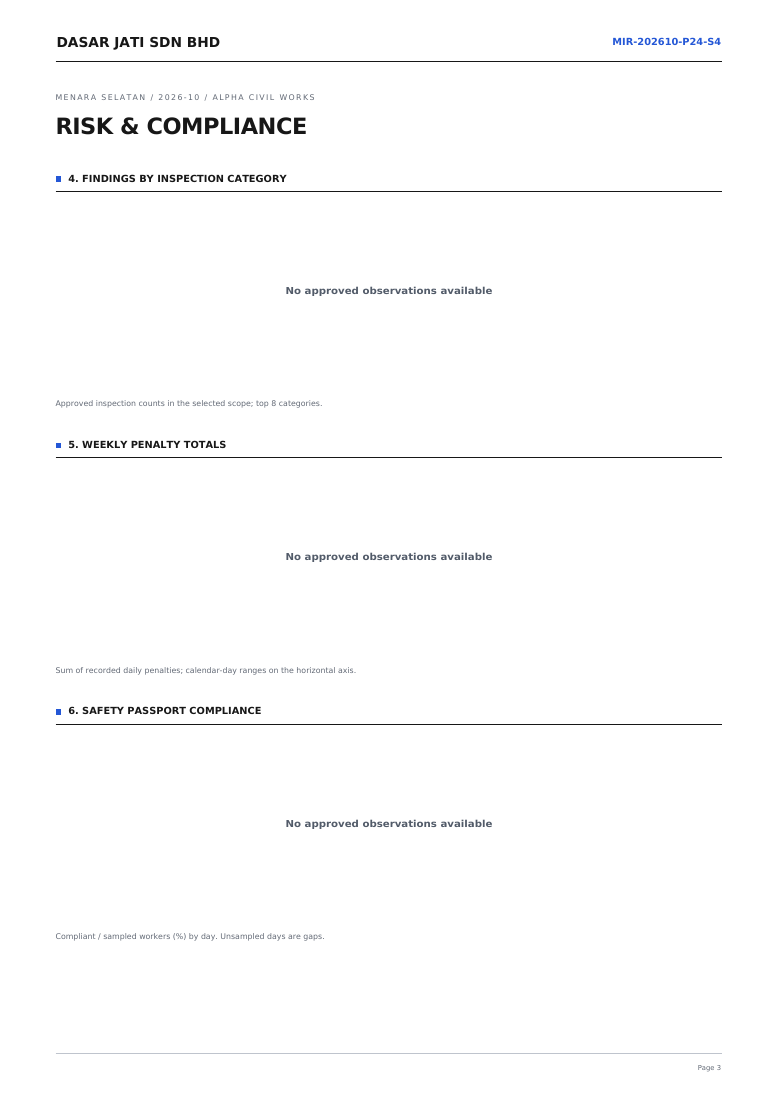 DASAR JATI SDN BHD
MIR-202610-P24-S4
MENARA SELATAN / 2026-10 / ALPHA CIVIL WORKS
RISK & COMPLIANCE
4. FINDINGS BY INSPECTION CATEGORY
No approved observations available
Approved inspection counts in the selected scope; top 8 categories.
5. WEEKLY PENALTY TOTALS
No approved observations available
Sum of recorded daily penalties; calendar-day ranges on the horizontal axis.
6. SAFETY PASSPORT COMPLIANCE
No approved observations available
Compliant / sampled workers (%) by day. Unsampled days are gaps.
Page 3